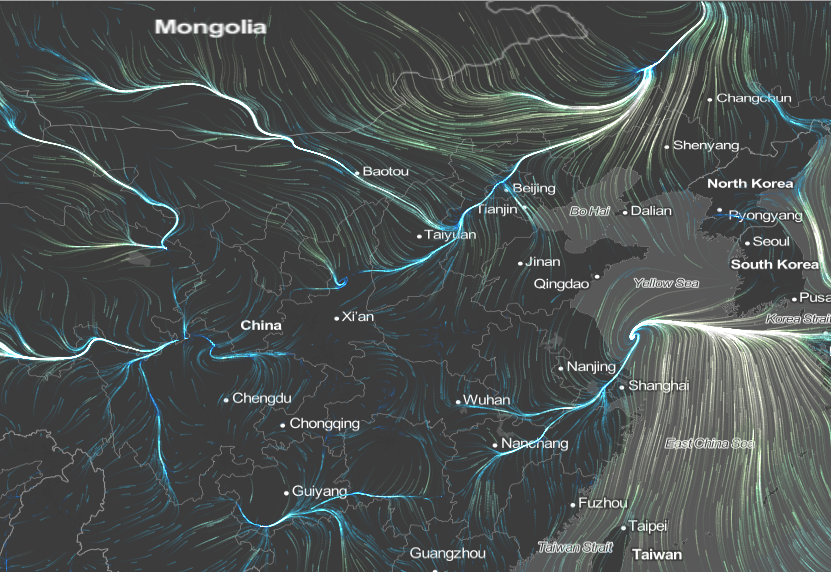 Mongolia
Changchun
Shenyang
Baotou
North Korea
Beijing
Tianjin
Bo Hai
Dalian
Pyongyang
Taiyuan
Seoul
Jinan
South Korea
Qingdao
Yellow Sea
Pusa
Xi'an
Korea Strait
China
Nanjing
Shanghai
Chengdu
Wuhan
Chongqing
Nanchang
East China Sea
Guiyang
Fuzhou
Taipei
Taiwan Strait
Guangzhou
Taiwan